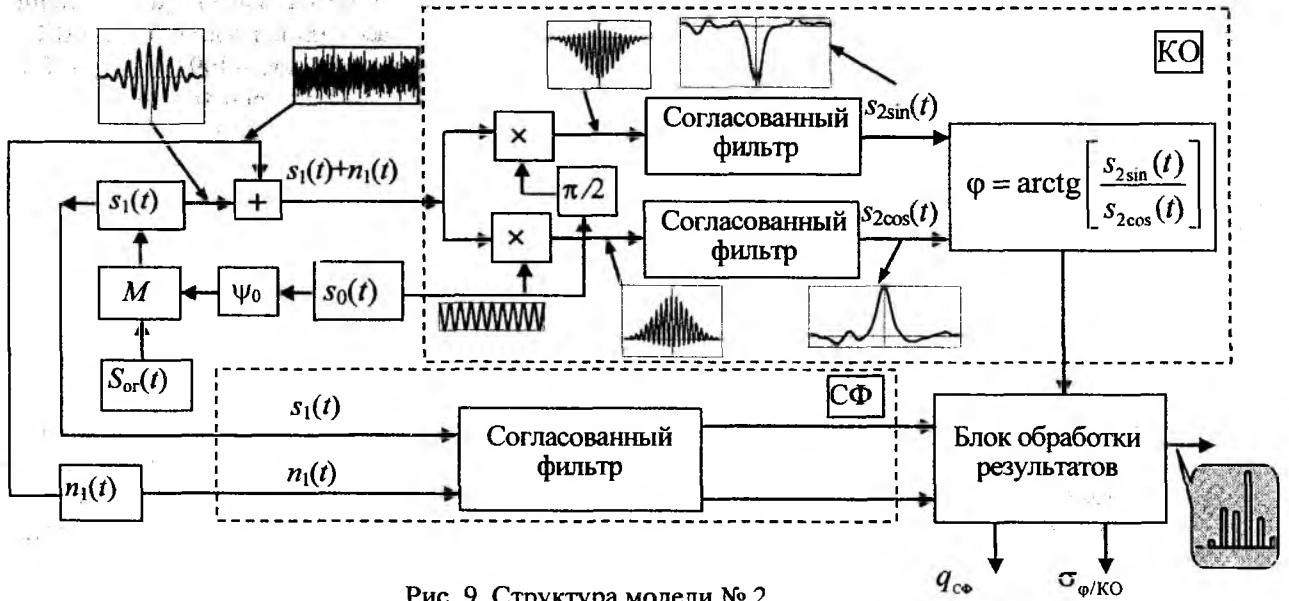 КО
Согласованный
фильтр
s₂sin(t)
×
s₁(t)+n₁(t)
π/2
φ = arctg [ s₂sin(t) / s₂cos(t) ]
s₁(t)
+
Согласованный
фильтр
s₂cos(t)
×
M
ψ₀
s₀(t)
Sог(t)
СФ
s₁(t)
Согласованный
фильтр
n₁(t)
n₁(t)
Блок обработки
результатов
qСФ
σφ/КО
Рис. 9. Структура модели № 2